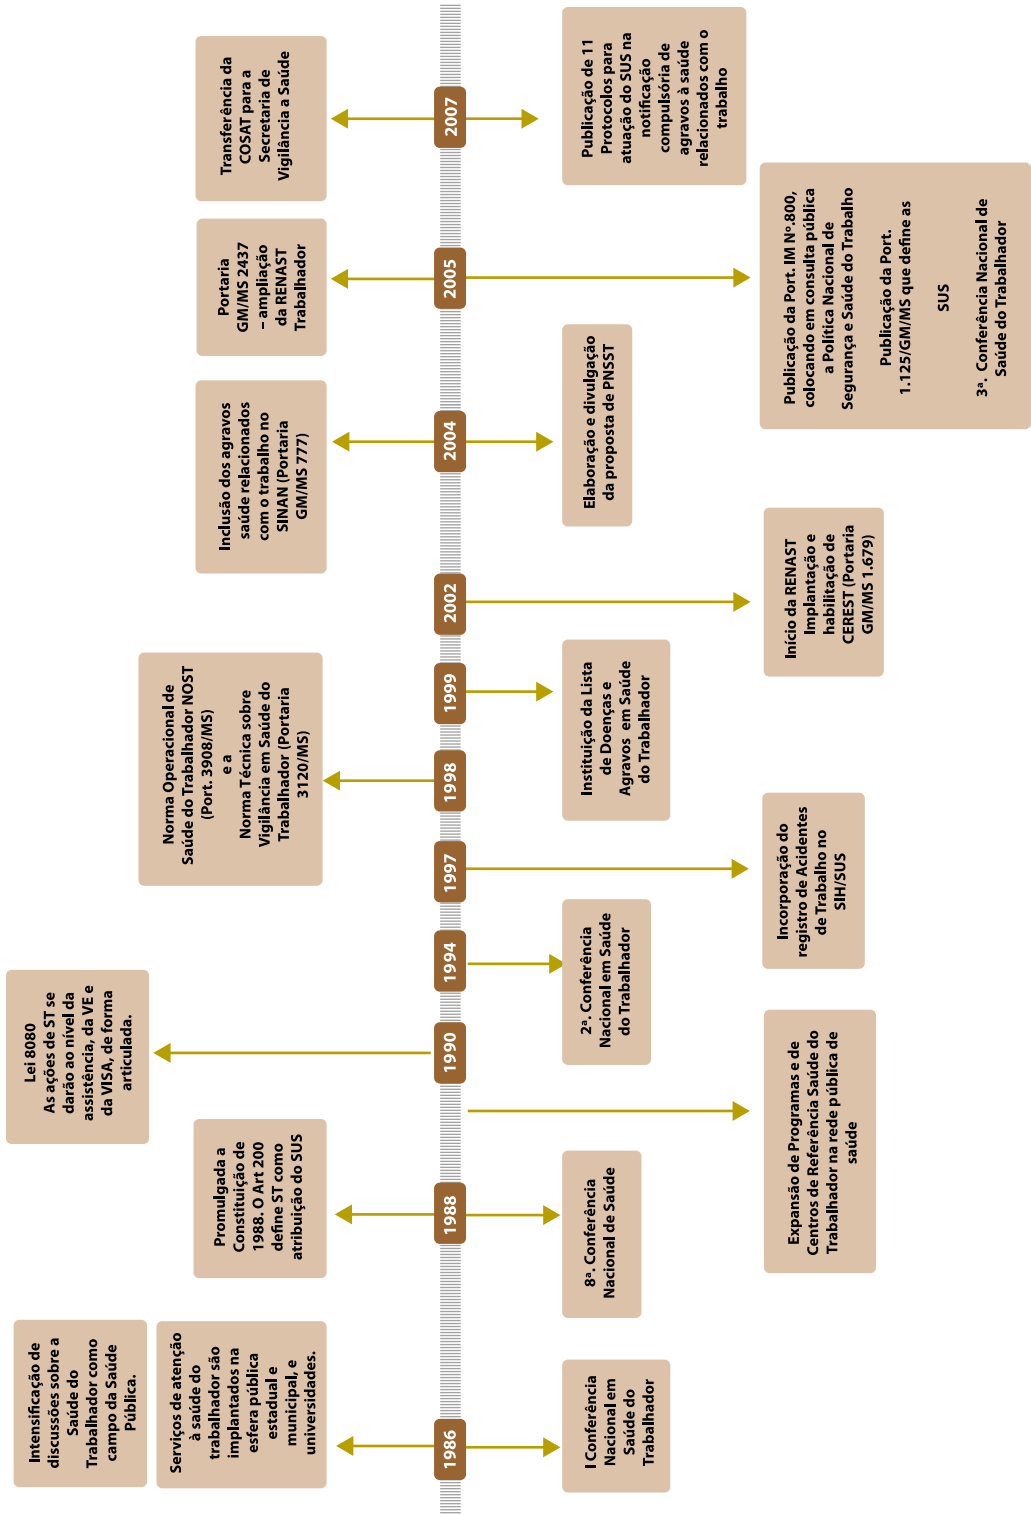 Intensificação de
discussões sobre a
Saúde do
Trabalhador como
campo da Saúde
Pública.
Serviços de atenção
à saúde do
trabalhador são
implantados na
esfera pública
estadual e
municipal, e
universidades.
1986
I Conferência
Nacional em
Saúde do
Trabalhador
Promulgada a
Constituição de
1988. O Art 200
define ST como
atribuição do SUS
1988
8ª. Conferência
Nacional de Saúde
Expansão de Programas e de
Centros de Referência Saúde do
Trabalhador na rede pública de
saúde
Lei 8080
As ações de ST se
darão ao nível da
assistência, da VE e
da VISA, de forma
articulada.
1990
1994
2ª. Conferência
Nacional em Saúde
do Trabalhador
1997
Incorporação do
registro de Acidentes
de Trabalho no
SIH/SUS
Norma Operacional de
Saúde do Trabalhador NOST
(Port. 3908/MS)
e a
Norma Técnica sobre
Vigilância em Saúde do
Trabalhador (Portaria
3120/MS)
1998
1999
Instituição da Lista
de Doenças e
Agravos em Saúde
do Trabalhador
2002
Início da RENAST
Implantação e
habilitação de
CEREST (Portaria
GM/MS 1.679)
Inclusão dos agravos
saúde relacionados
com o trabalho no
SINAN (Portaria
GM/MS 777)
2004
Elaboração e divulgação
da proposta de PNSST
Portaria
GM/MS 2437
– ampliação
da RENAST
Trabalhador
2005
Publicação da Port. IM Nº.800,
colocando em consulta pública
a Política Nacional de
Segurança e Saúde do Trabalho
Publicação da Port.
1.125/GM/MS que define as
SUS
3ª. Conferência Nacional de
Saúde do Trabalhador
Transferência da
COSAT para a
Secretaria de
Vigilância a Saúde
2007
Publicação de 11
Protocolos para
atuação do SUS na
notificação
compulsória de
agravos à saúde
relacionados com o
trabalho